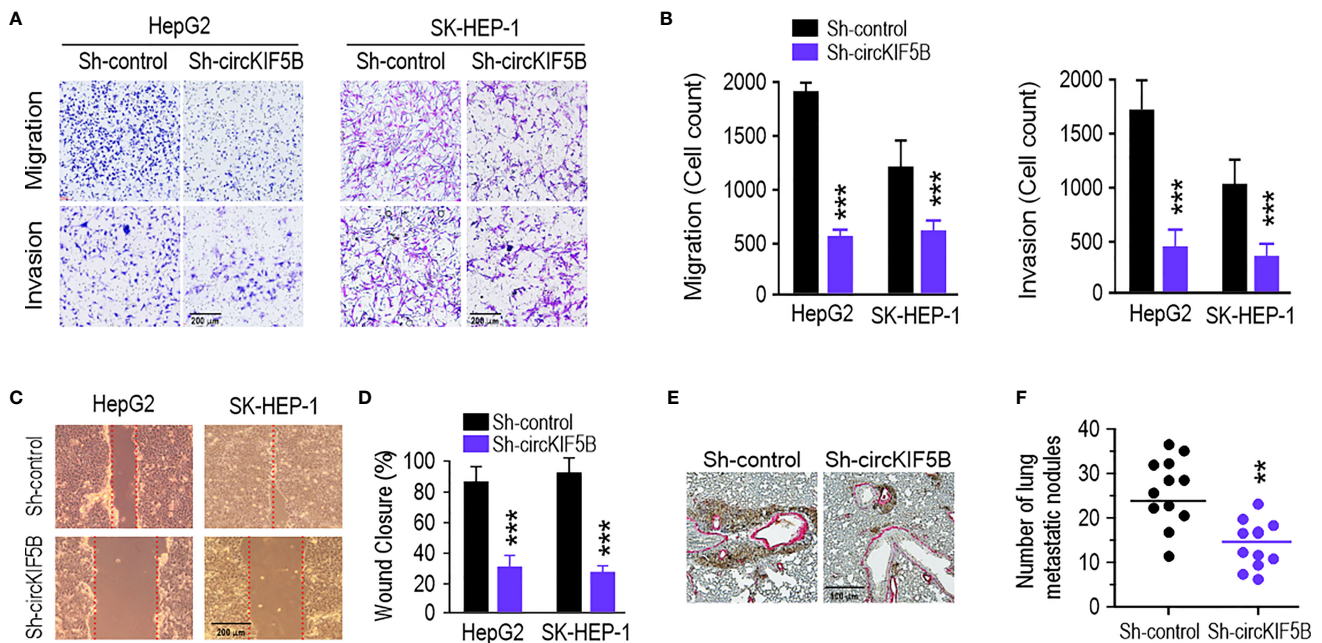 A
HepG2
SK-HEP-1
Sh-control
Sh-circKIF5B
Sh-control
Sh-circKIF5B
Migration
Invasion
200 μm
200 μm
B
Sh-control
Sh-circKIF5B
Migration (Cell count)
2000
1500
1000
500
0
***
***
HepG2
SK-HEP-1
Invasion (Cell count)
2000
1500
1000
500
0
***
***
HepG2
SK-HEP-1
C
HepG2
SK-HEP-1
Sh-control
Sh-circKIF5B
200 μm
D
Sh-control
Sh-circKIF5B
Wound Closure (%)
100
80
60
40
20
0
***
***
HepG2
SK-HEP-1
E
Sh-control
Sh-circKIF5B
100 μm
F
Number of lung
metastatic nodules
40
30
20
10
0
**
Sh-control
Sh-circKIF5B